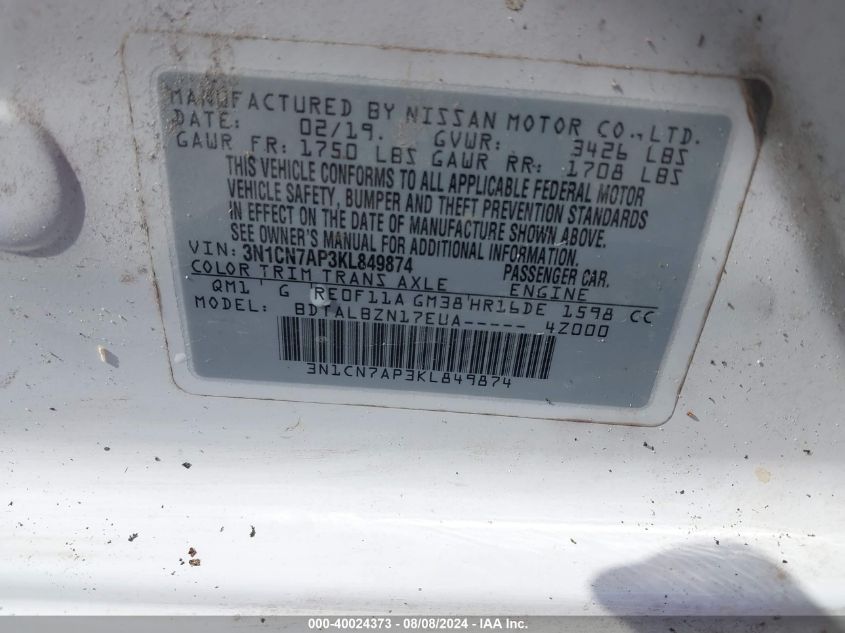 MANUFACTURED BY NISSAN MOTOR CO., LTD.
DATE: 02/19. GVWR: 3426 LBS
GAWR FR: 1750 LBS GAWR RR: 1708 LBS
THIS VEHICLE CONFORMS TO ALL APPLICABLE FEDERAL MOTOR
VEHICLE SAFETY, BUMPER AND THEFT PREVENTION STANDARDS
IN EFFECT ON THE DATE OF MANUFACTURE SHOWN ABOVE.
SEE OWNER'S MANUAL FOR ADDITIONAL INFORMATION.
VIN: 3N1CN7AP3KL849874 PASSENGER CAR.
COLOR TRIM TRANS AXLE ENGINE
QM1 ' G RE0F11A GM38 'HR16DE 1598 CC
MODEL: BDTALBZN17EUA----- 4Z000
3N1CN7AP3KL849874
000-40024373 - 08/08/2024 - IAA Inc.